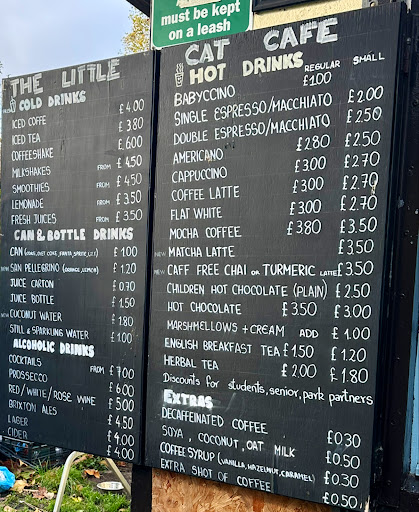 must be kept
on a leash
THE LITTLE
COLD DRINKS
ICED COFFE £4.00
ICED TEA £3.80
COFFEESHAKE £6.00
MILKSHAKES FROM £4.50
SMOOTHIES FROM £4.50
LEMONADE £3.50
FRESH JUICES FROM £3.50
CAN & BOTTLE DRINKS
CAN £1.00
NEW SAN PELLEGRINO (ORANGE, LEMON) £1.20
JUICE CARTON £0.70
JUICE BOTTLE £1.50
NEW COCONUT WATER £1.80
STILL & SPARKLING WATER £1.00
ALCOHOLIC DRINKS
COCKTAILS FROM £7.00
PROSSECCO £6.00
RED/WHITE/ROSE WINE £5.00
BRIXTON ALES £4.50
LAGER £4.00
CIDER £4.00
CAT CAFE
HOT DRINKS REGULAR SMALL
BABYCCINO £1.00
SINGLE ESPRESSO/MACCHIATO £2.00
DOUBLE ESPRESSO/MACCHIATO £2.50
AMERICANO £2.80 £2.50
CAPPUCCINO £3.00 £2.70
COFFEE LATTE £3.00 £2.70
FLAT WHITE £3.00 £2.70
MOCHA COFFEE £3.80 £3.50
NEW MATCHA LATTE £3.50
NEW CAFF FREE CHAI OR TURMERIC LATTE £3.50
CHILDREN HOT CHOCOLATE (PLAIN) £2.50
HOT CHOCOLATE £3.50 £3.00
MARSHMELLOWS + CREAM ADD £1.00
ENGLISH BREAKFAST TEA £1.50 £1.20
HERBAL TEA £2.00 £1.80
Discounts for students, senior, park partners
EXTRAS
DECAFFEINATED COFFEE £0.30
SOYA, COCONUT, OAT MILK £0.50
COFFEE SYRUP (VANILLA, HAZELNUT, CARAMEL) £0.30
EXTRA SHOT OF COFFEE £0.50